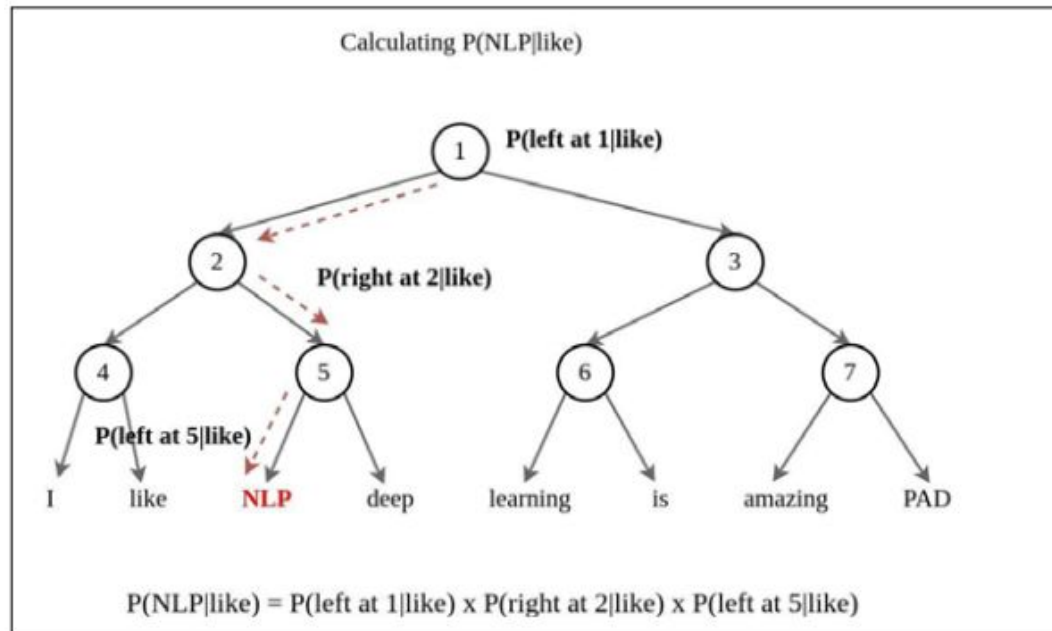 Calculating P(NLP|like)
1
P(left at 1|like)
2
3
P(right at 2|like)
4
5
6
7
P(left at 5|like)
I
like
NLP
deep
learning
is
amazing
PAD
P(NLP|like) = P(left at 1|like) x P(right at 2|like) x P(left at 5|like)